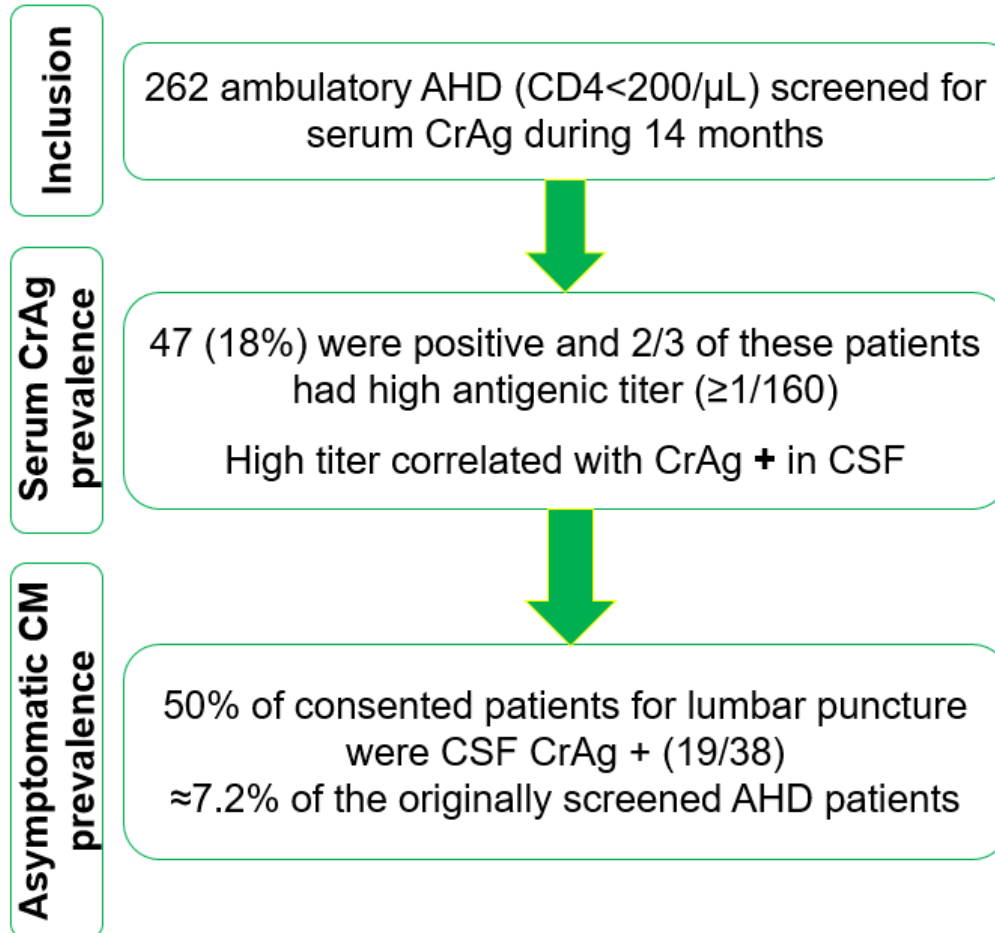 Inclusion
262 ambulatory AHD (CD4<200/µL) screened for
serum CrAg during 14 months
Serum CrAg
prevalence
47 (18%) were positive and 2/3 of these patients
had high antigenic titer (≥1/160)
High titer correlated with CrAg + in CSF
Asymptomatic CM
prevalence
50% of consented patients for lumbar puncture
were CSF CrAg + (19/38)
≈7.2% of the originally screened AHD patients